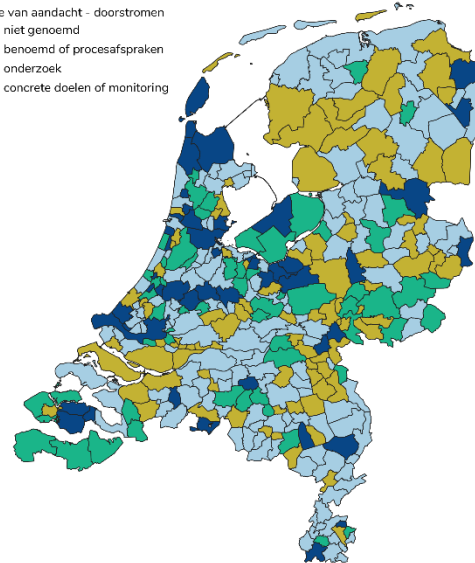 van aandacht - doorstromen
niet genoemd
benoemd of procesafspraken
onderzoek
concrete doelen of monitoring